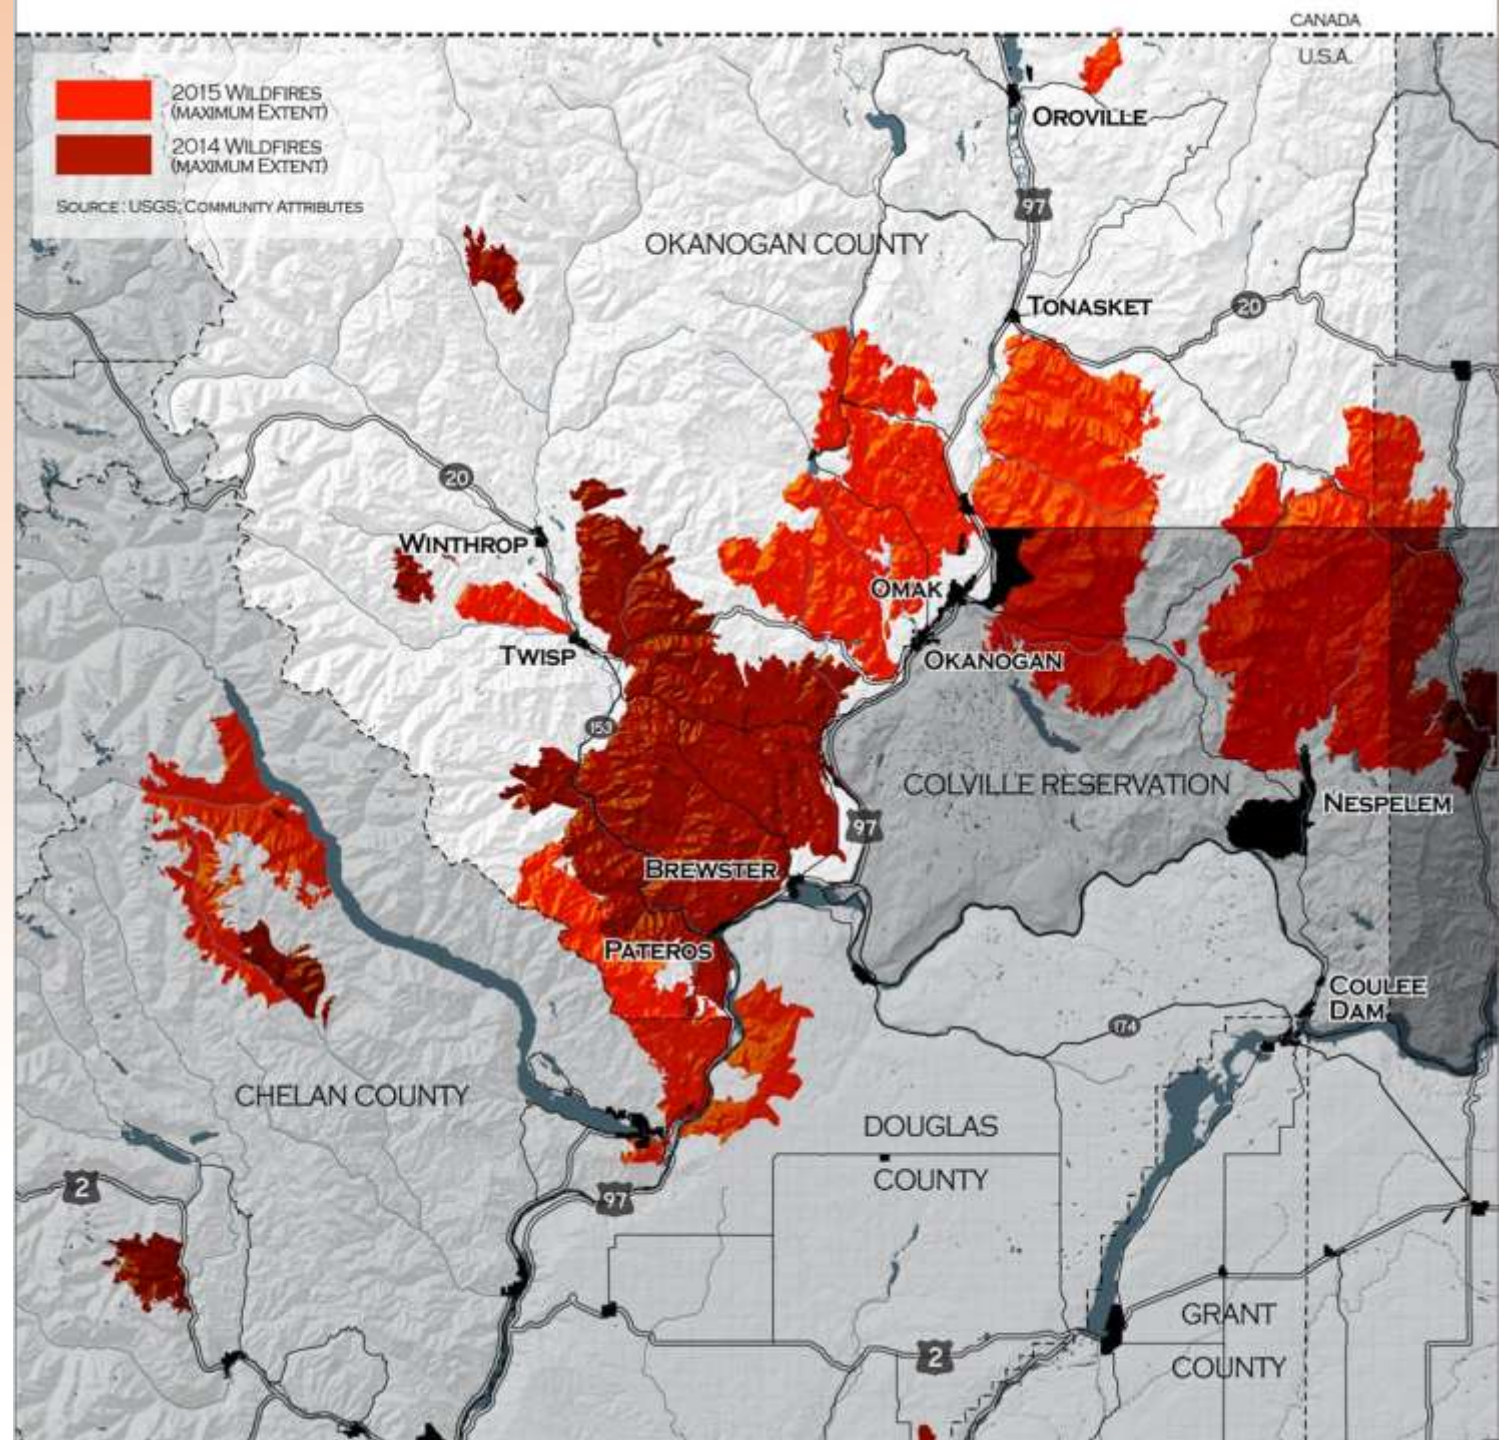 CANADA
U.S.A.
2015 WILDFIRES
(MAXIMUM EXTENT)
2014 WILDFIRES
(MAXIMUM EXTENT)
SOURCE: USGS, COMMUNITY ATTRIBUTES
OROVILLE
97
OKANOGAN COUNTY
TONASKET
20
20
WINTHROP
OMAK
TWISP
OKANOGAN
153
COLVILLE RESERVATION
NESPELEM
97
BREWSTER
PATEROS
COULEE
DAM
174
CHELAN COUNTY
DOUGLAS
COUNTY
2
97
GRANT
COUNTY
2